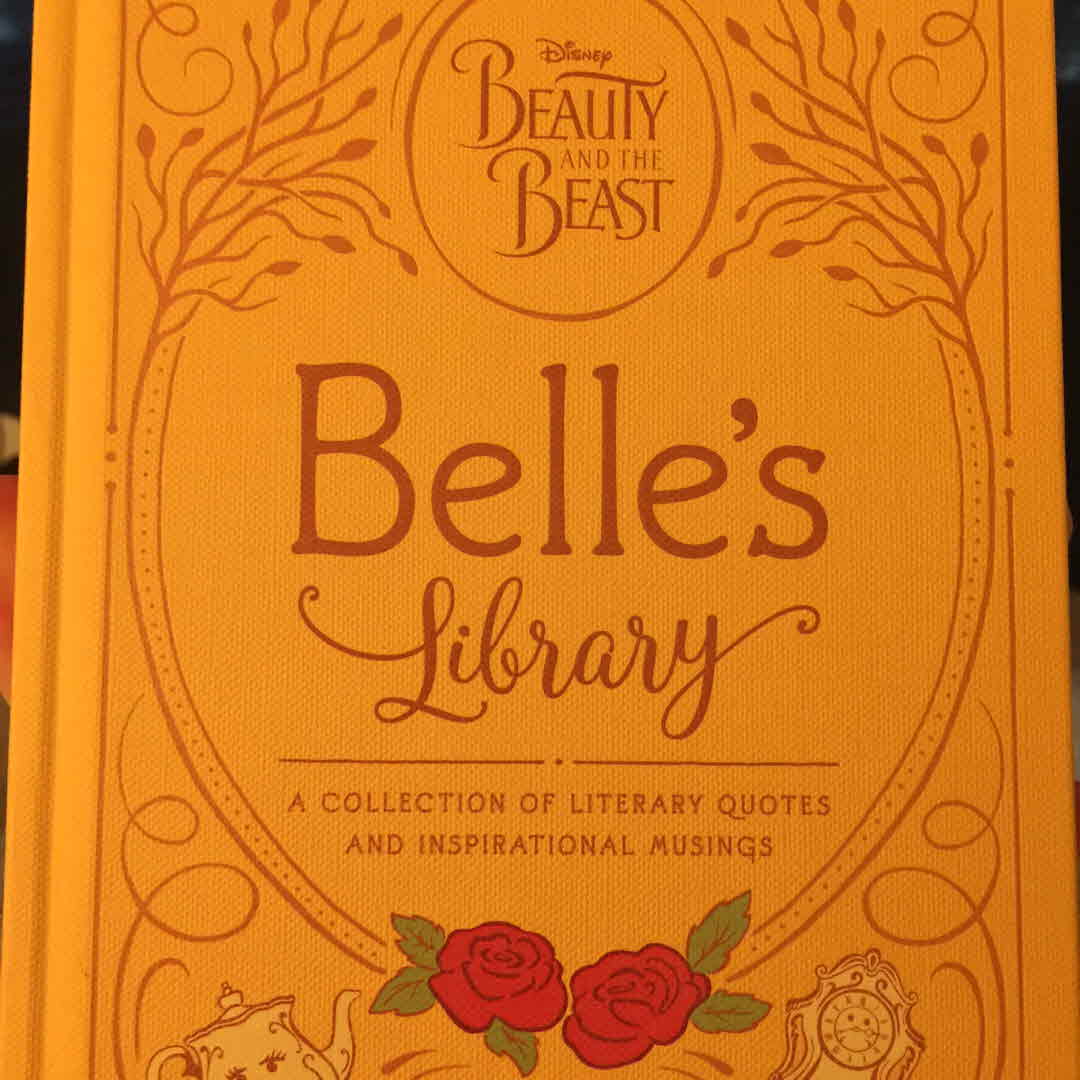 Disney
BEAUTY
AND THE
BEAST
Belle's
Library
A COLLECTION OF LITERARY QUOTES
AND INSPIRATIONAL MUSINGS